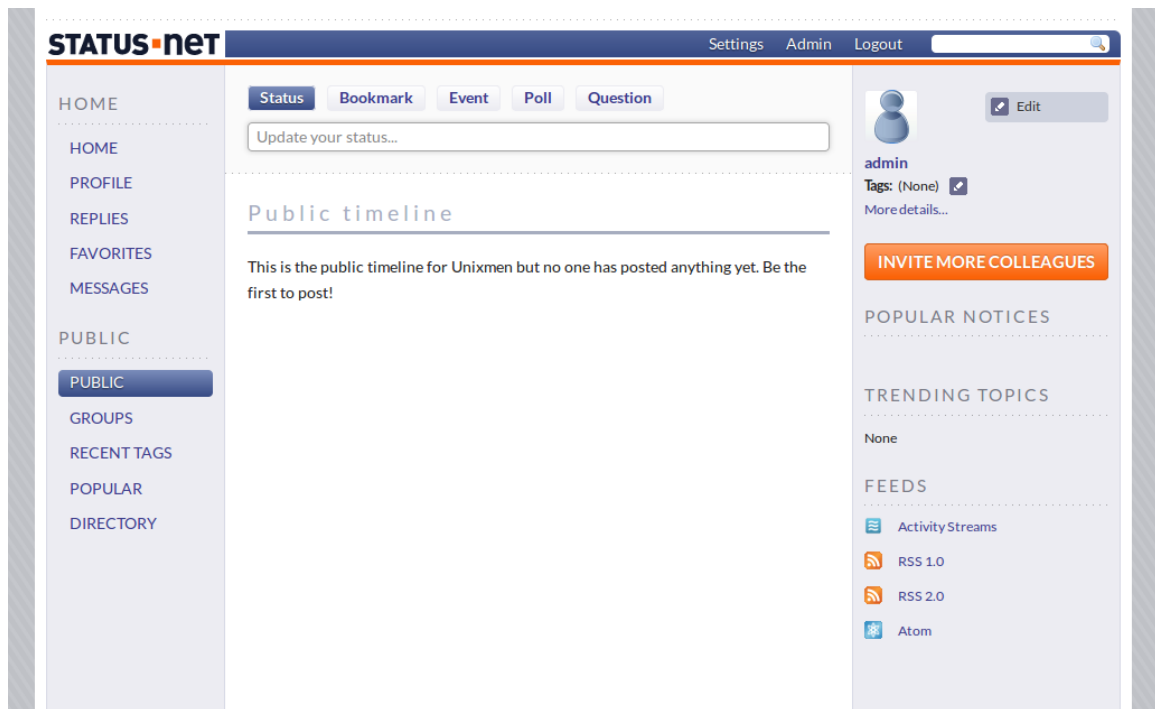 STATUS net
Settings Admin Logout
HOME
HOME
PROFILE
REPLIES
FAVORITES
MESSAGES
PUBLIC
PUBLIC
GROUPS
RECENT TAGS
POPULAR
DIRECTORY
Status Bookmark Event Poll Question
Update your status...
Public timeline
This is the public timeline for Unixmen but no one has posted anything yet. Be the
first to post!
Edit
admin
Tags: (None)
More details...
INVITE MORE COLLEAGUES
POPULAR NOTICES
TRENDING TOPICS
None
FEEDS
Activity Streams
RSS 1.0
RSS 2.0
Atom